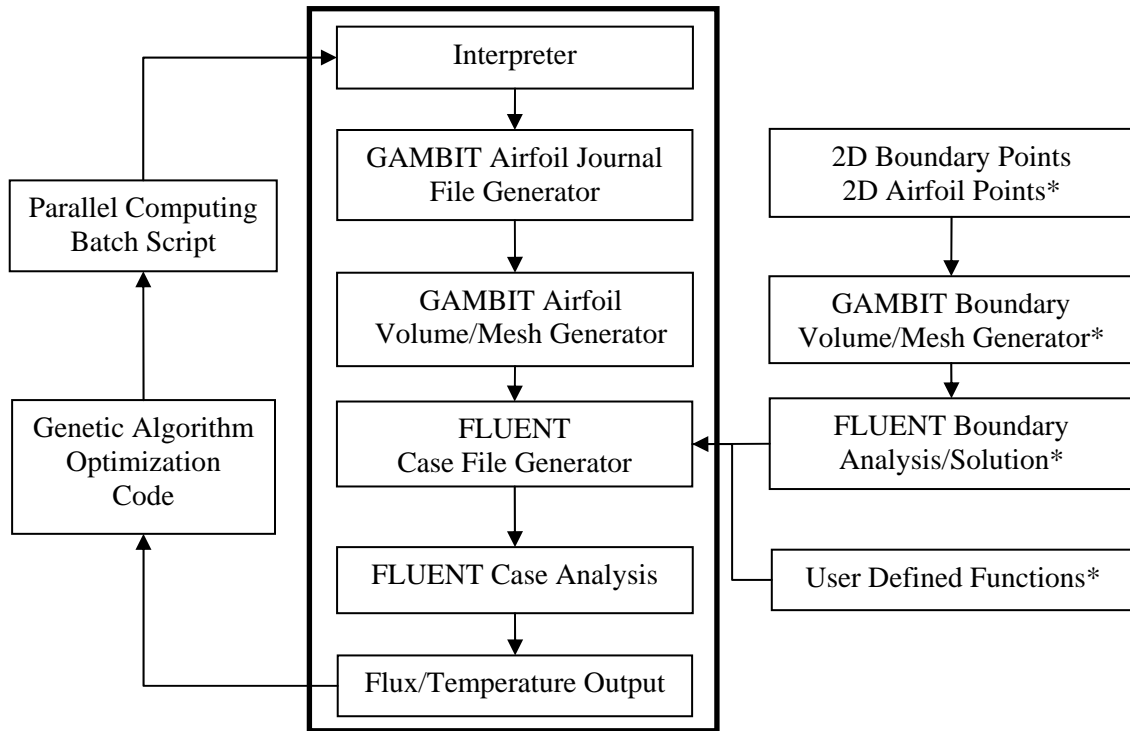 Interpreter
GAMBIT Airfoil Journal
File Generator
GAMBIT Airfoil
Volume/Mesh Generator
FLUENT
Case File Generator
FLUENT Case Analysis
Flux/Temperature Output
Parallel Computing
Batch Script
Genetic Algorithm
Optimization
Code
2D Boundary Points
2D Airfoil Points*
GAMBIT Boundary
Volume/Mesh Generator*
FLUENT Boundary
Analysis/Solution*
User Defined Functions*